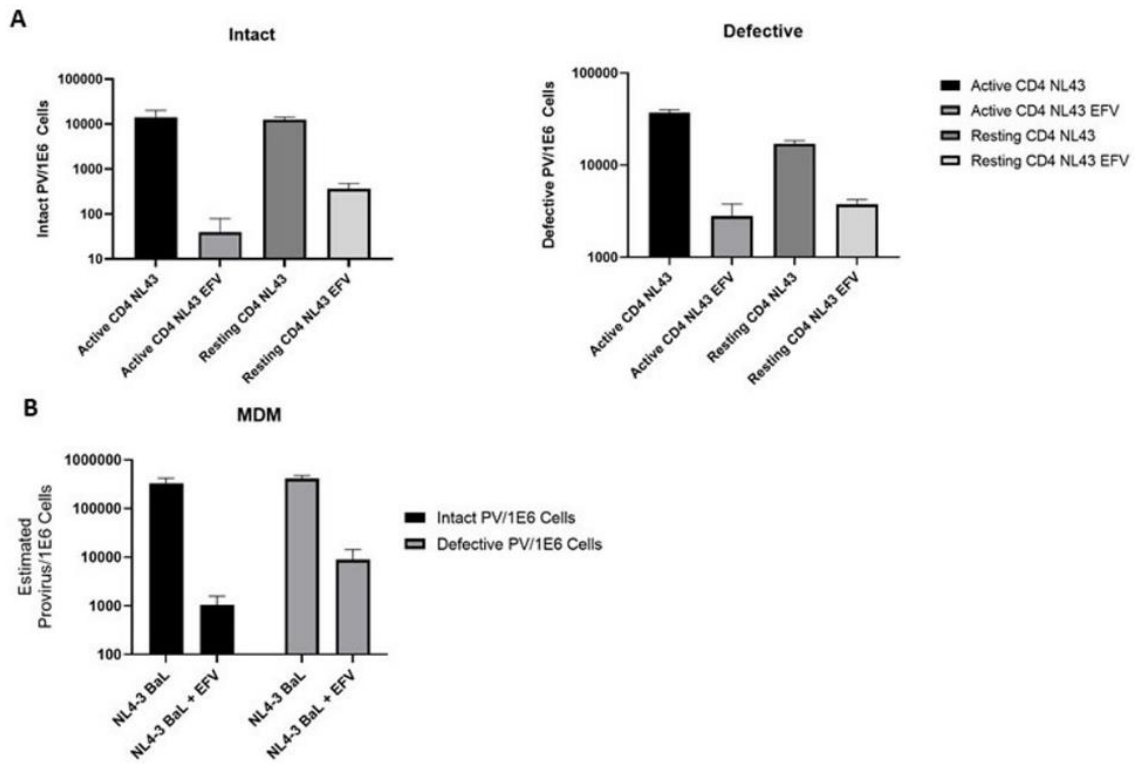 A
Intact
Intact PV/1E6 Cells
100000
10000
1000
100
10
Active CD4 NL43
Active CD4 NL43 EFV
Resting CD4 NL43
Resting CD4 NL43 EFV
Defective
Defective PV/1E6 Cells
100000
10000
1000
Active CD4 NL43
Active CD4 NL43 EFV
Resting CD4 NL43
Resting CD4 NL43 EFV
Active CD4 NL43
Active CD4 NL43 EFV
Resting CD4 NL43
Resting CD4 NL43 EFV
B
MDM
Estimated
Provirus/1E6 Cells
1000000
100000
10000
1000
100
NL4-3 BaL
NL4-3 BaL + EFV
NL4-3 BaL
NL4-3 BaL + EFV
Intact PV/1E6 Cells
Defective PV/1E6 Cells